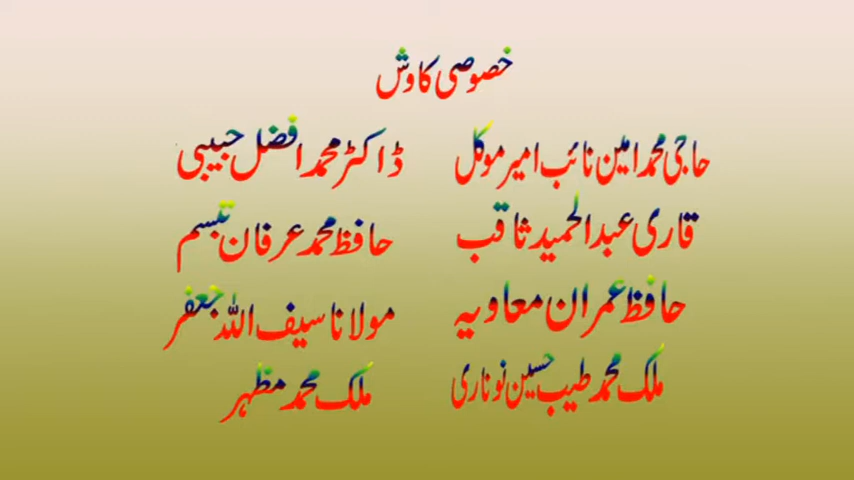 خصوصی کاوش
حاجی محمد امین نائب امیر موکل
ڈاکٹر محمد افضل حبیبی
قاری عبدالحمید ثاقب
حافظ محمد عرفان تبسم
حافظ عمران معاویہ
مولانا سیف اللہ جعفر
ملک محمد طیب حسین نوناری
ملک محمد مظہر